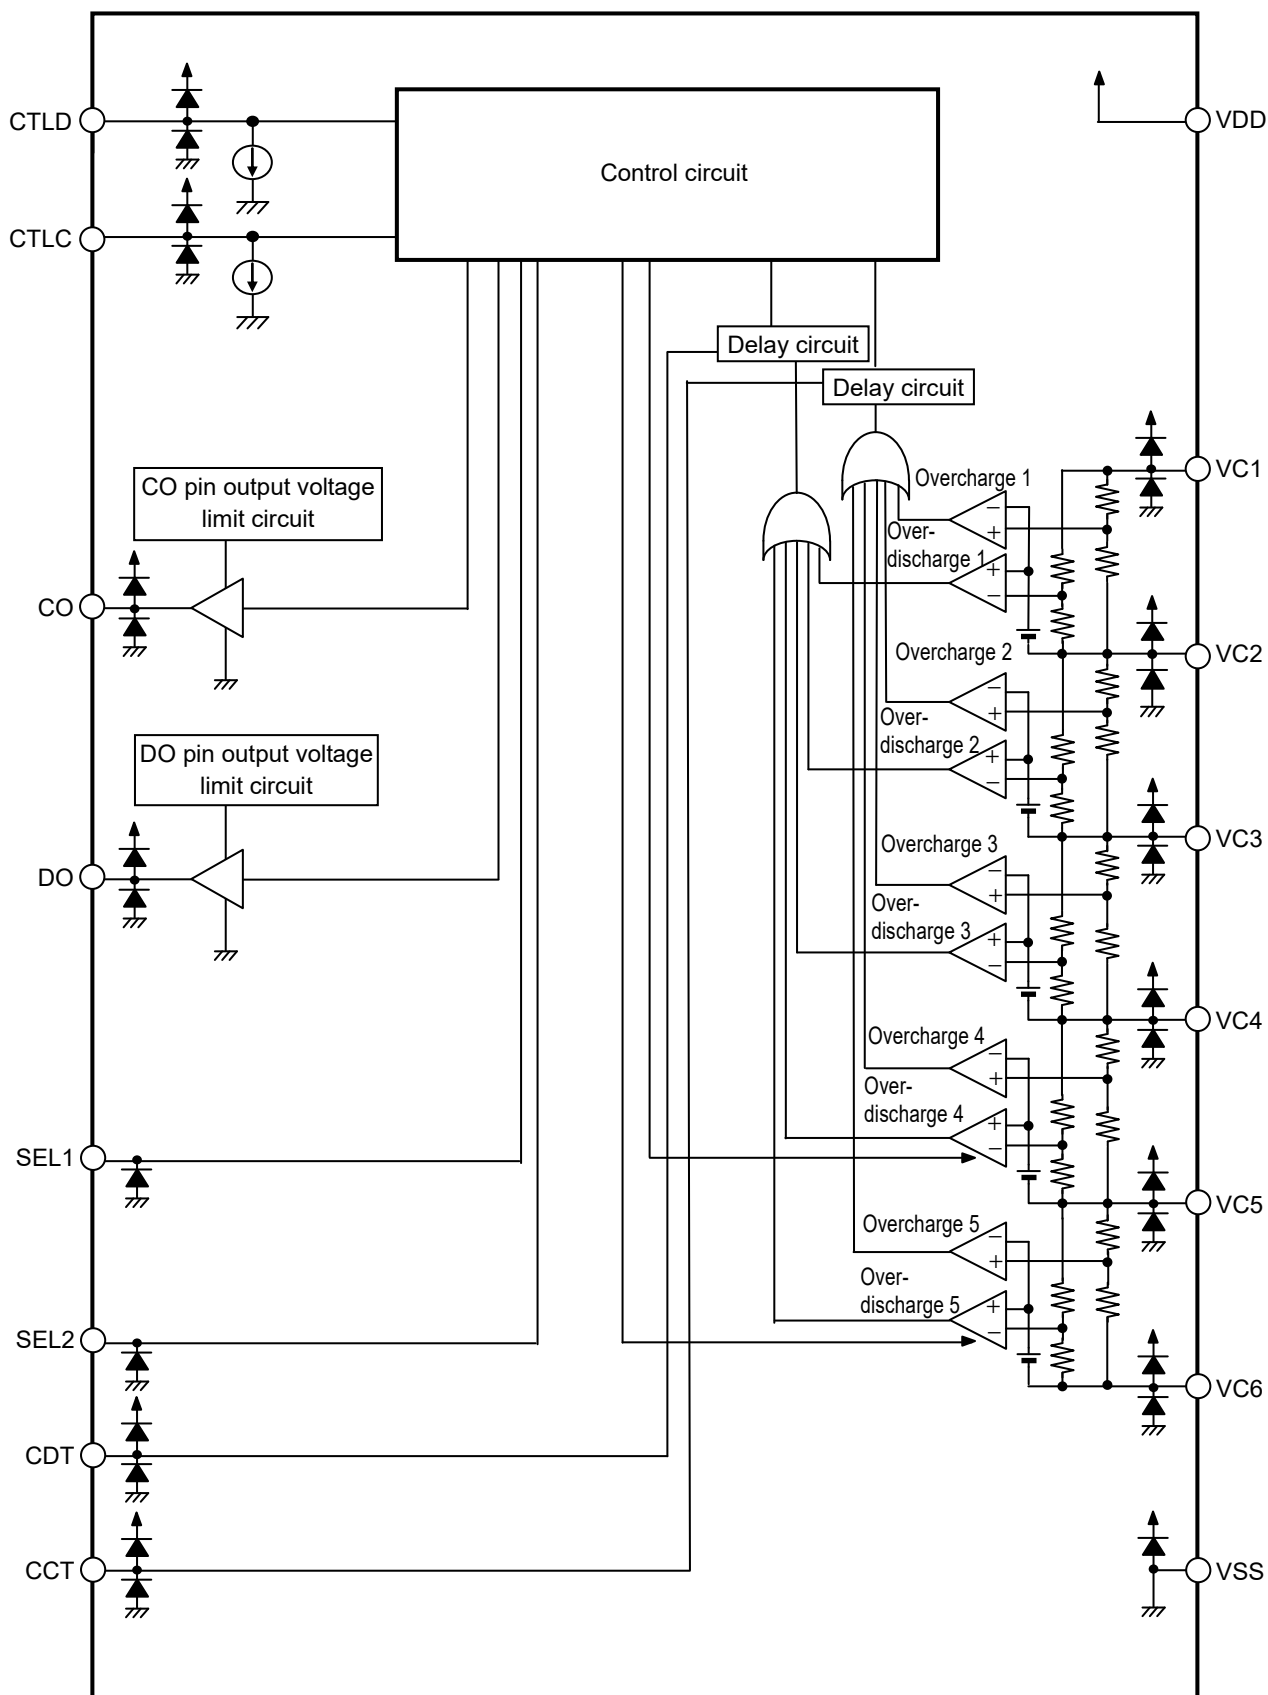 CTLD
Control circuit
VDD
CTLC
Delay circuit
Delay circuit
CO pin output voltage
limit circuit
VC1
Overcharge 1
Over-
discharge 1
CO
VC2
Overcharge 2
Over-
discharge 2
DO pin output voltage
limit circuit
VC3
Overcharge 3
DO
Over-
discharge 3
VC4
Overcharge 4
Over-
discharge 4
SEL1
VC5
Overcharge 5
Over-
discharge 5
SEL2
VC6
CDT
CCT
VSS